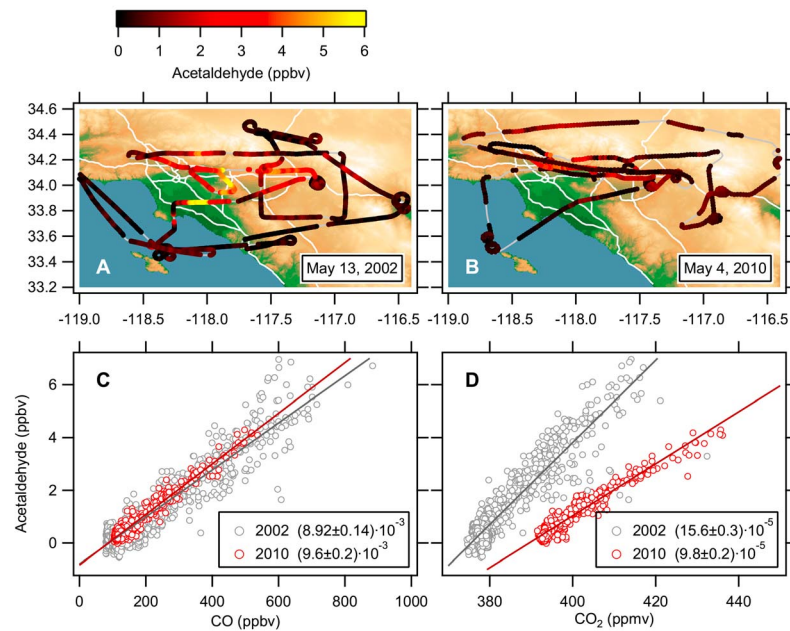 0 1 2 3 4 5 6
Acetaldehyde (ppbv)
34.6
34.4
34.2
34.0
33.8
33.6
33.4
33.2
A
May 13, 2002
B
May 4, 2010
-119.0 -118.5 -118.0 -117.5 -117.0 -116.5
-119.0 -118.5 -118.0 -117.5 -117.0 -116.5
Acetaldehyde (ppbv)
6
4
2
0
C
2002 (8.92±0.14)·10⁻³
2010 (9.6±0.2)·10⁻³
0 200 400 600 800 1000
CO (ppbv)
D
2002 (15.6±0.3)·10⁻⁵
2010 (9.8±0.2)·10⁻⁵
380 400 420 440
CO₂ (ppmv)